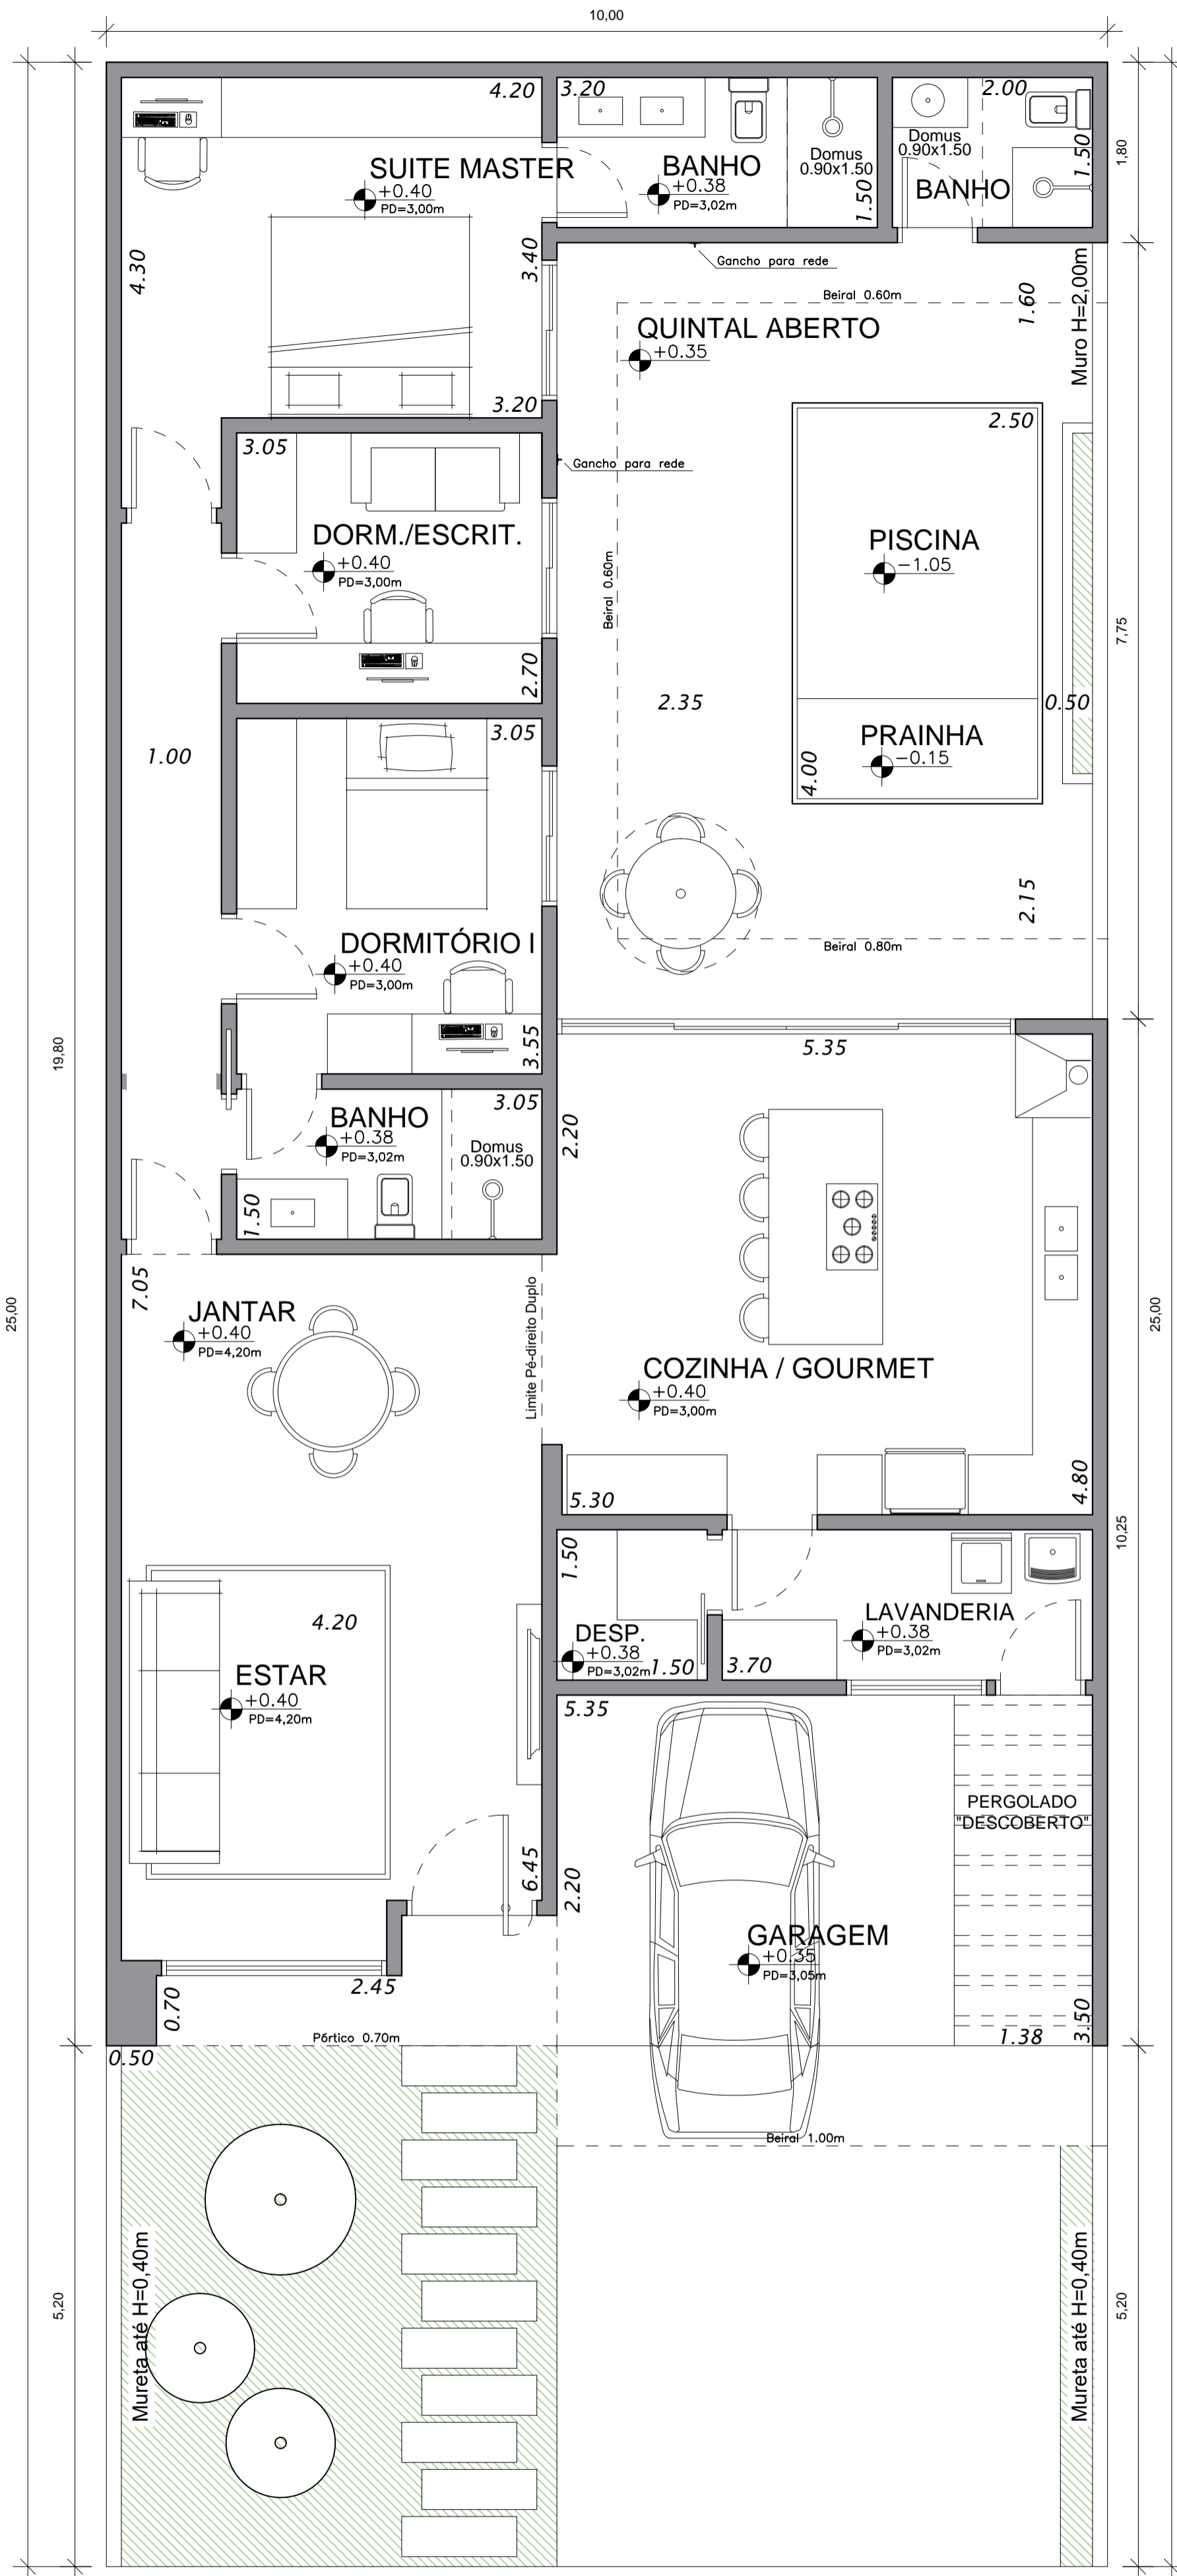 10,00
4.20
3.20
2.00
Domus
0.90x1.50
1.50
1,80
SUITE MASTER
+0.40
PD=3,00m
BANHO
+0.38
PD=3,02m
Domus
0.90x1.50
1.50
BANHO
4.30
3.40
Gancho para rede
Beiral 0.60m
1.60
Muro H=2,00m
QUINTAL ABERTO
+0.35
3.20
2.50
3.05
Gancho para rede
DORM./ESCRIT.
+0.40
PD=3,00m
PISCINA
-1.05
Beiral 0.60m
7,75
2.70
2.35
0.50
1.00
3.05
PRAINHA
-0.15
4.00
2.15
DORMITÓRIO I
+0.40
PD=3,00m
Beiral 0.80m
3.55
5.35
19,80
BANHO
+0.38
PD=3,02m
3.05
Domus
0.90x1.50
1.50
2.20
7.05
25,00
25,00
JANTAR
+0.40
PD=4,20m
Limite Pé-direito Duplo
COZINHA / GOURMET
+0.40
PD=3,00m
5.30
4.80
10,25
1.50
4.20
DESP.
+0.38
PD=3,02m
1.50
3.70
LAVANDERIA
+0.38
PD=3,02m
ESTAR
+0.40
PD=4,20m
5.35
PERGOLADO
"DESCOBERTO"
6.45
2.20
GARAGEM
+0.35
PD=3,05m
2.45
0.70
3.50
1.38
Pórtico 0.70m
0.50
Beiral 1.00m
5,20
Mureta até H=0,40m
Mureta até H=0,40m
5,20